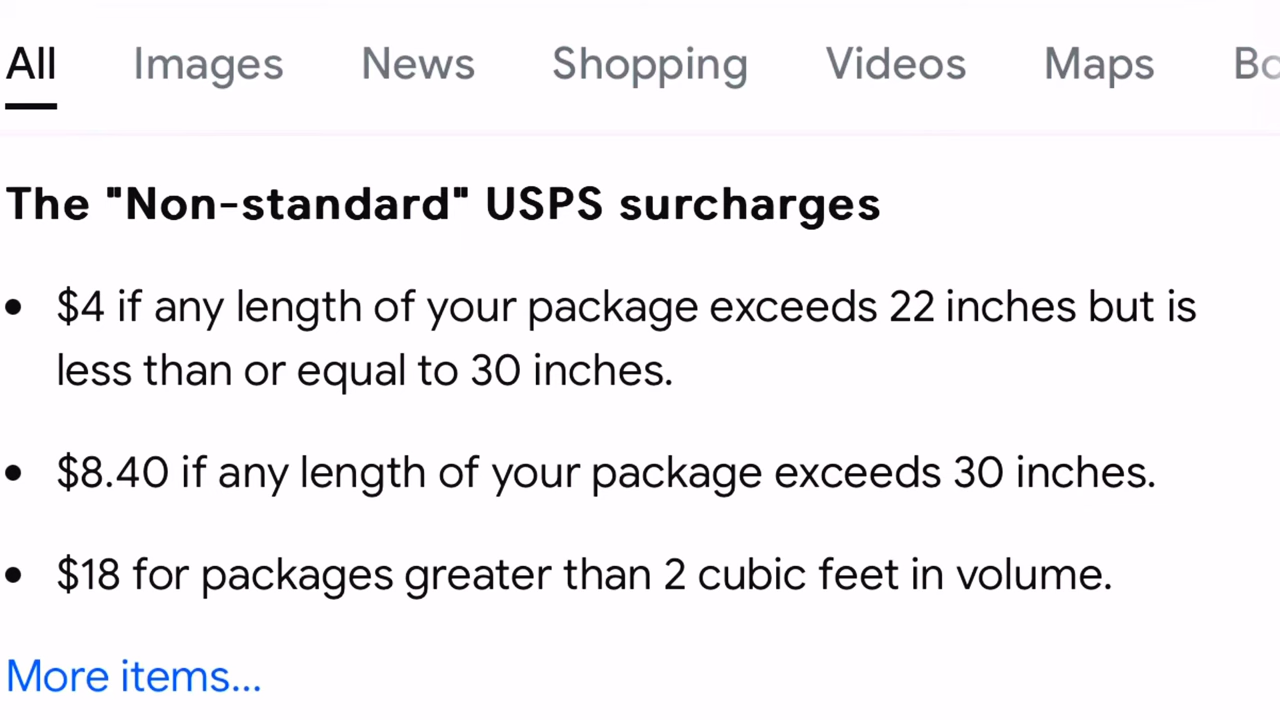 All Images News Shopping Videos Maps
The "Non-standard" USPS surcharges
• $4 if any length of your package exceeds 22 inches but is
less than or equal to 30 inches.
• $8.40 if any length of your package exceeds 30 inches.
• $18 for packages greater than 2 cubic feet in volume.
More items...